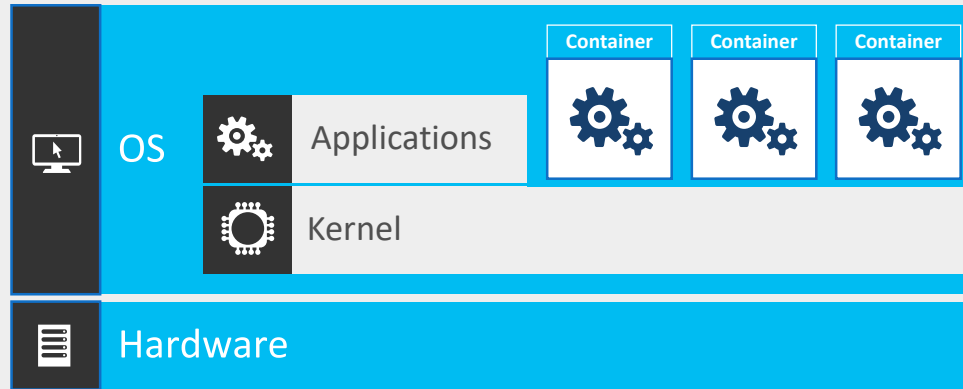 Container Container Container
OS
Applications
Kernel
Hardware